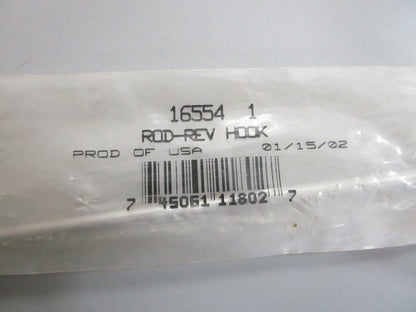 16554 1
ROD-REV HOOK
PROD OF USA 01/15/02
7 45061 11802 7